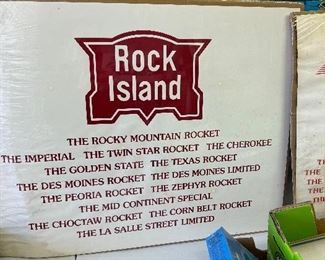 Rock
Island
THE ROCKY MOUNTAIN ROCKET
THE IMPERIAL THE TWIN STAR ROCKET THE CHEROKEE
THE GOLDEN STATE THE TEXAS ROCKET
THE DES MOINES ROCKET THE DES MOINES LIMITED
THE PEORIA ROCKET THE ZEPHYR ROCKET
THE MID CONTINENT SPECIAL
THE CHOCTAW ROCKET THE CORN BELT ROCKET
THE LA SALLE STREET LIMITED